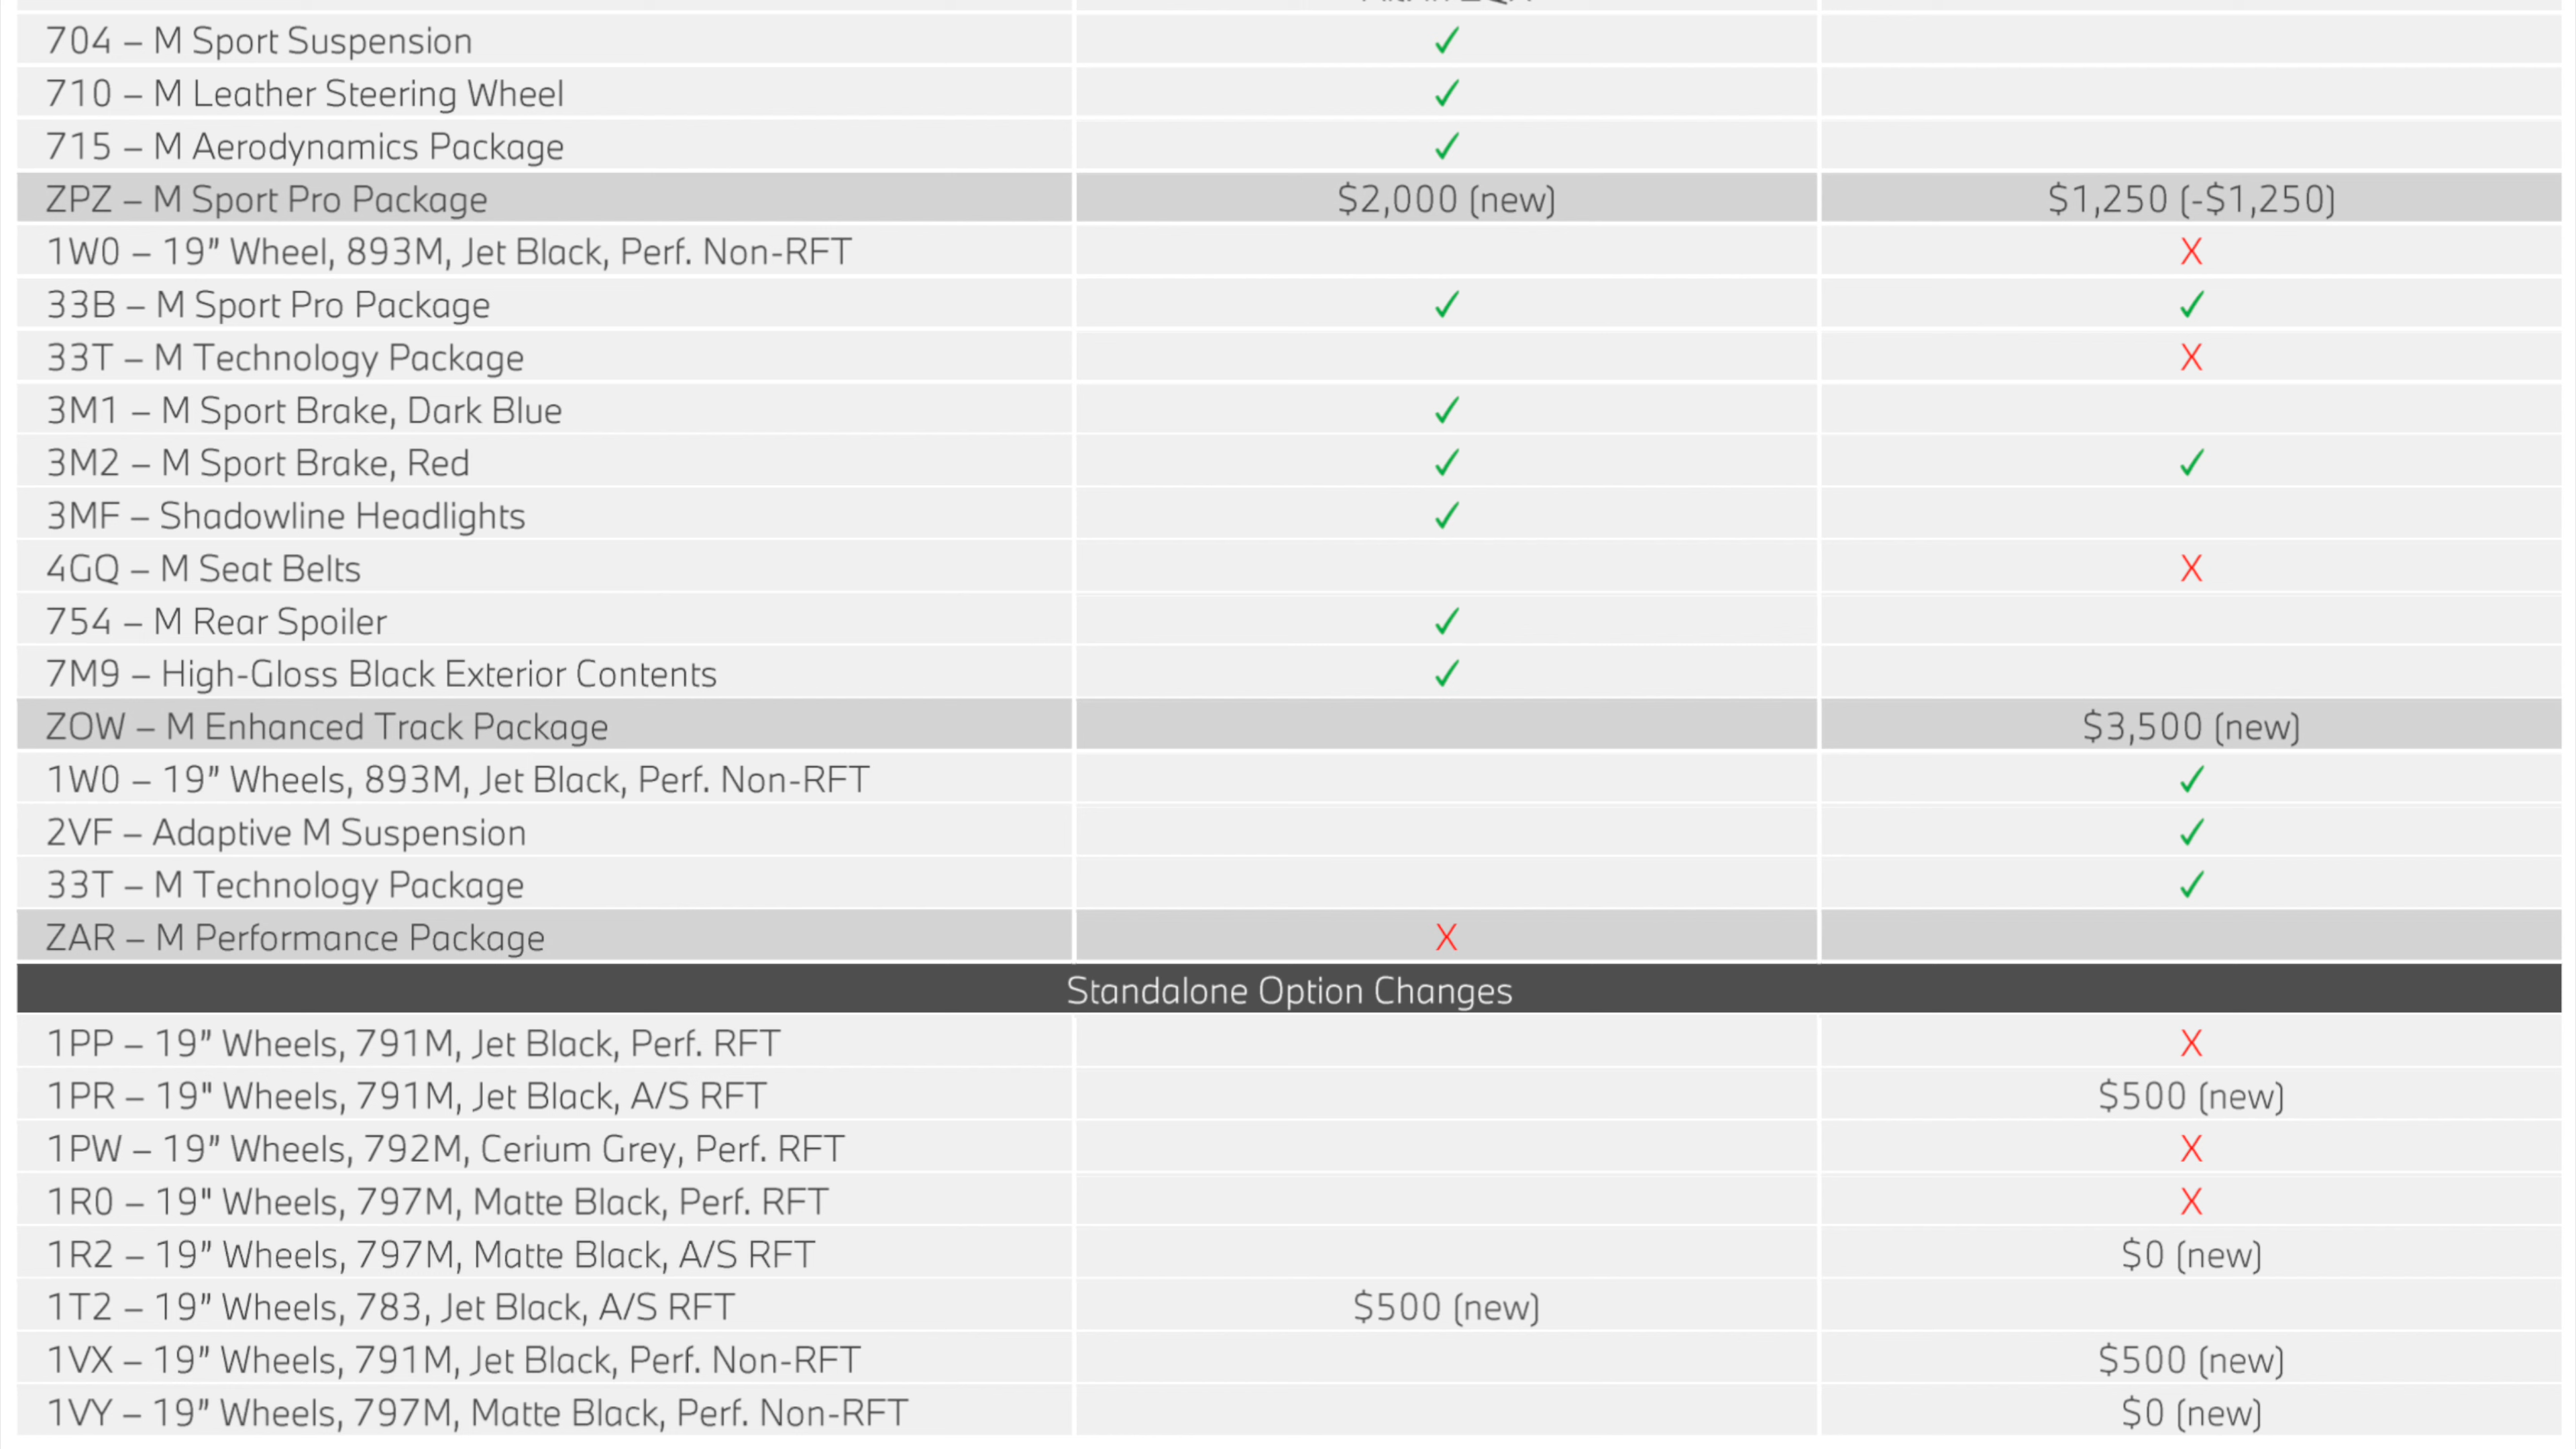 704 – M Sport Suspension ✓
710 – M Leather Steering Wheel ✓
715 – M Aerodynamics Package ✓
ZPZ – M Sport Pro Package $2,000 (new) $1,250 (-$1,250)
1W0 – 19” Wheel, 893M, Jet Black, Perf. Non-RFT X
33B – M Sport Pro Package ✓ ✓
33T – M Technology Package X
3M1 – M Sport Brake, Dark Blue ✓
3M2 – M Sport Brake, Red ✓ ✓
3MF – Shadowline Headlights ✓
4GQ – M Seat Belts X
754 – M Rear Spoiler ✓
7M9 – High-Gloss Black Exterior Contents ✓
ZOW – M Enhanced Track Package $3,500 (new)
1W0 – 19” Wheels, 893M, Jet Black, Perf. Non-RFT ✓
2VF – Adaptive M Suspension ✓
33T – M Technology Package ✓
ZAR – M Performance Package X
Standalone Option Changes
1PP – 19” Wheels, 791M, Jet Black, Perf. RFT X
1PR – 19" Wheels, 791M, Jet Black, A/S RFT $500 (new)
1PW – 19” Wheels, 792M, Cerium Grey, Perf. RFT X
1R0 – 19" Wheels, 797M, Matte Black, Perf. RFT X
1R2 – 19” Wheels, 797M, Matte Black, A/S RFT $0 (new)
1T2 – 19” Wheels, 783, Jet Black, A/S RFT $500 (new)
1VX – 19” Wheels, 791M, Jet Black, Perf. Non-RFT $500 (new)
1VY – 19” Wheels, 797M, Matte Black, Perf. Non-RFT $0 (new)